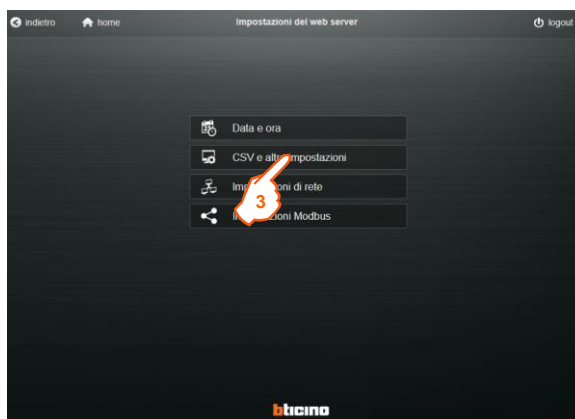 indietro home Impostazioni del web server logout
Data e ora
CSV e altre impostazioni
Impostazioni di rete
Impostazioni Modbus
3
bticino